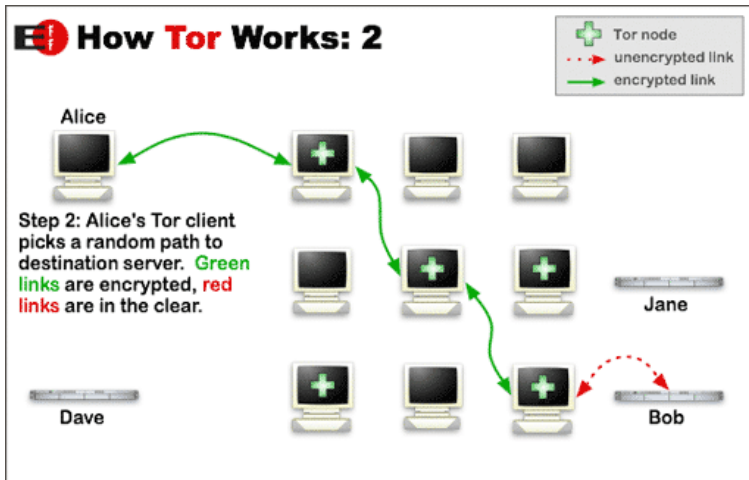 EFF How Tor Works: 2
Tor node
unencrypted link
encrypted link
Alice
Step 2: Alice's Tor client
picks a random path to
destination server. Green
links are encrypted, red
links are in the clear.
Jane
Dave
Bob